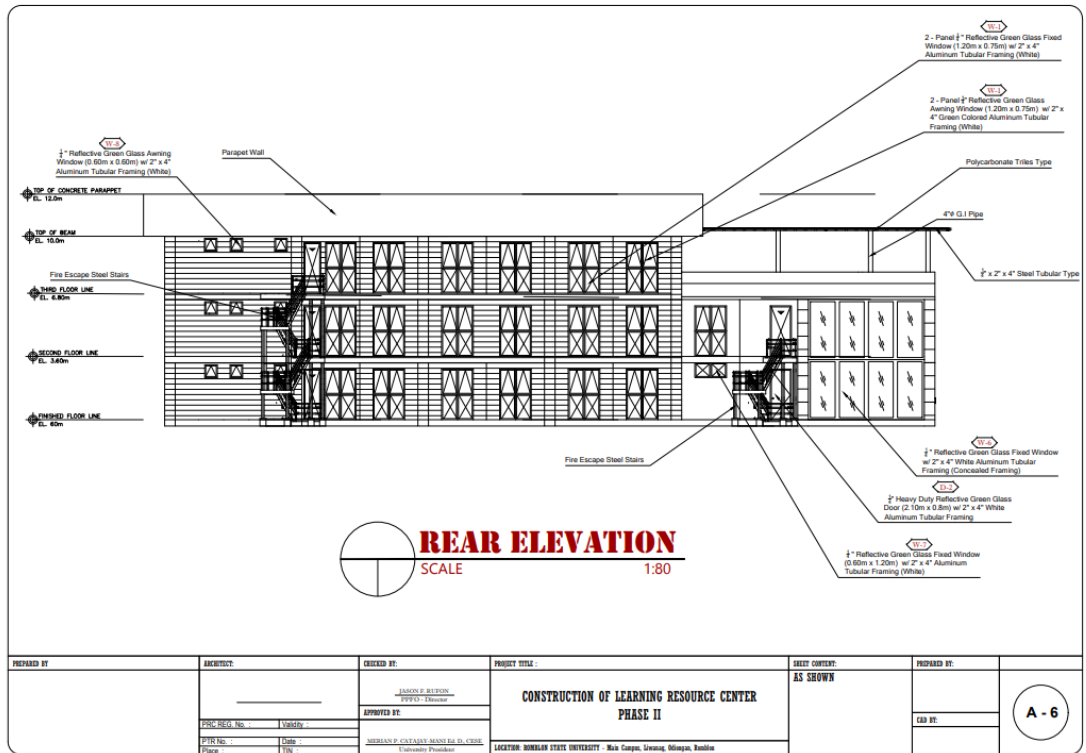 W-1
2 - Panel ¼" Reflective Green Glass Fixed
Window (1.20m x 0.75m) w/ 2" x 4"
Aluminum Tubular Framing (White)
W-1
2 - Panel Reflective Green Glass
Awning Window (1.20m x 0.75m) w/ 2" x
4" Green Colored Aluminum Tubular
Framing (White)
W-8
¼" Reflective Green Glass Awning
Window (0.60m x 0.60m) w/ 2" x 4"
Aluminum Tubular Framing (White)
Parapet Wall
Polycarbonate Triles Type
TOP OF CONCRETE PARAPPET
EL. 12.0m
4"ø G.I Pipe
TOP OF BEAM
EL. 10.0m
Fire Escape Steel Stairs
x 2" x 4" Steel Tubular Type
THIRD FLOOR LINE
EL. 6.80m
SECOND FLOOR LINE
EL. 3.60m
FINISHED FLOOR LINE
EL. 60m
Fire Escape Steel Stairs
W-6
Reflective Green Glass Fixed Window
w/ 2" x 4" White Aluminum Tubular
Framing (Concealed Framing)
D-2
Heavy Duty Reflective Green Glass
Door (2.10m x 0.8m) w/ 2" x 4" White
Aluminum Tubular Framing
W-7
¼" Reflective Green Glass Fixed Window
(0.60m x 1.20m) w/ 2" x 4" Aluminum
Tubular Framing (White)
REAR ELEVATION
SCALE 1:80
PREPARED BY
ARCHITECT:
PRC REG. No. : Validity :
PTR No. : Date :
Place : TIN :
CHECKED BY:
JASON F. RUFON
PPFO - Director
APPROVED BY:
MERIAN P. CATAJAY-MANI Ed. D., CESE
University President
PROJECT TITLE :
CONSTRUCTION OF LEARNING RESOURCE CENTER
PHASE II
LOCATION: ROMBLON STATE UNIVERSITY - Main Campus, Liwanag, Odiongan, Romblon
SHEET CONTENT:
AS SHOWN
PREPARED BY:
CAD BY:
A - 6